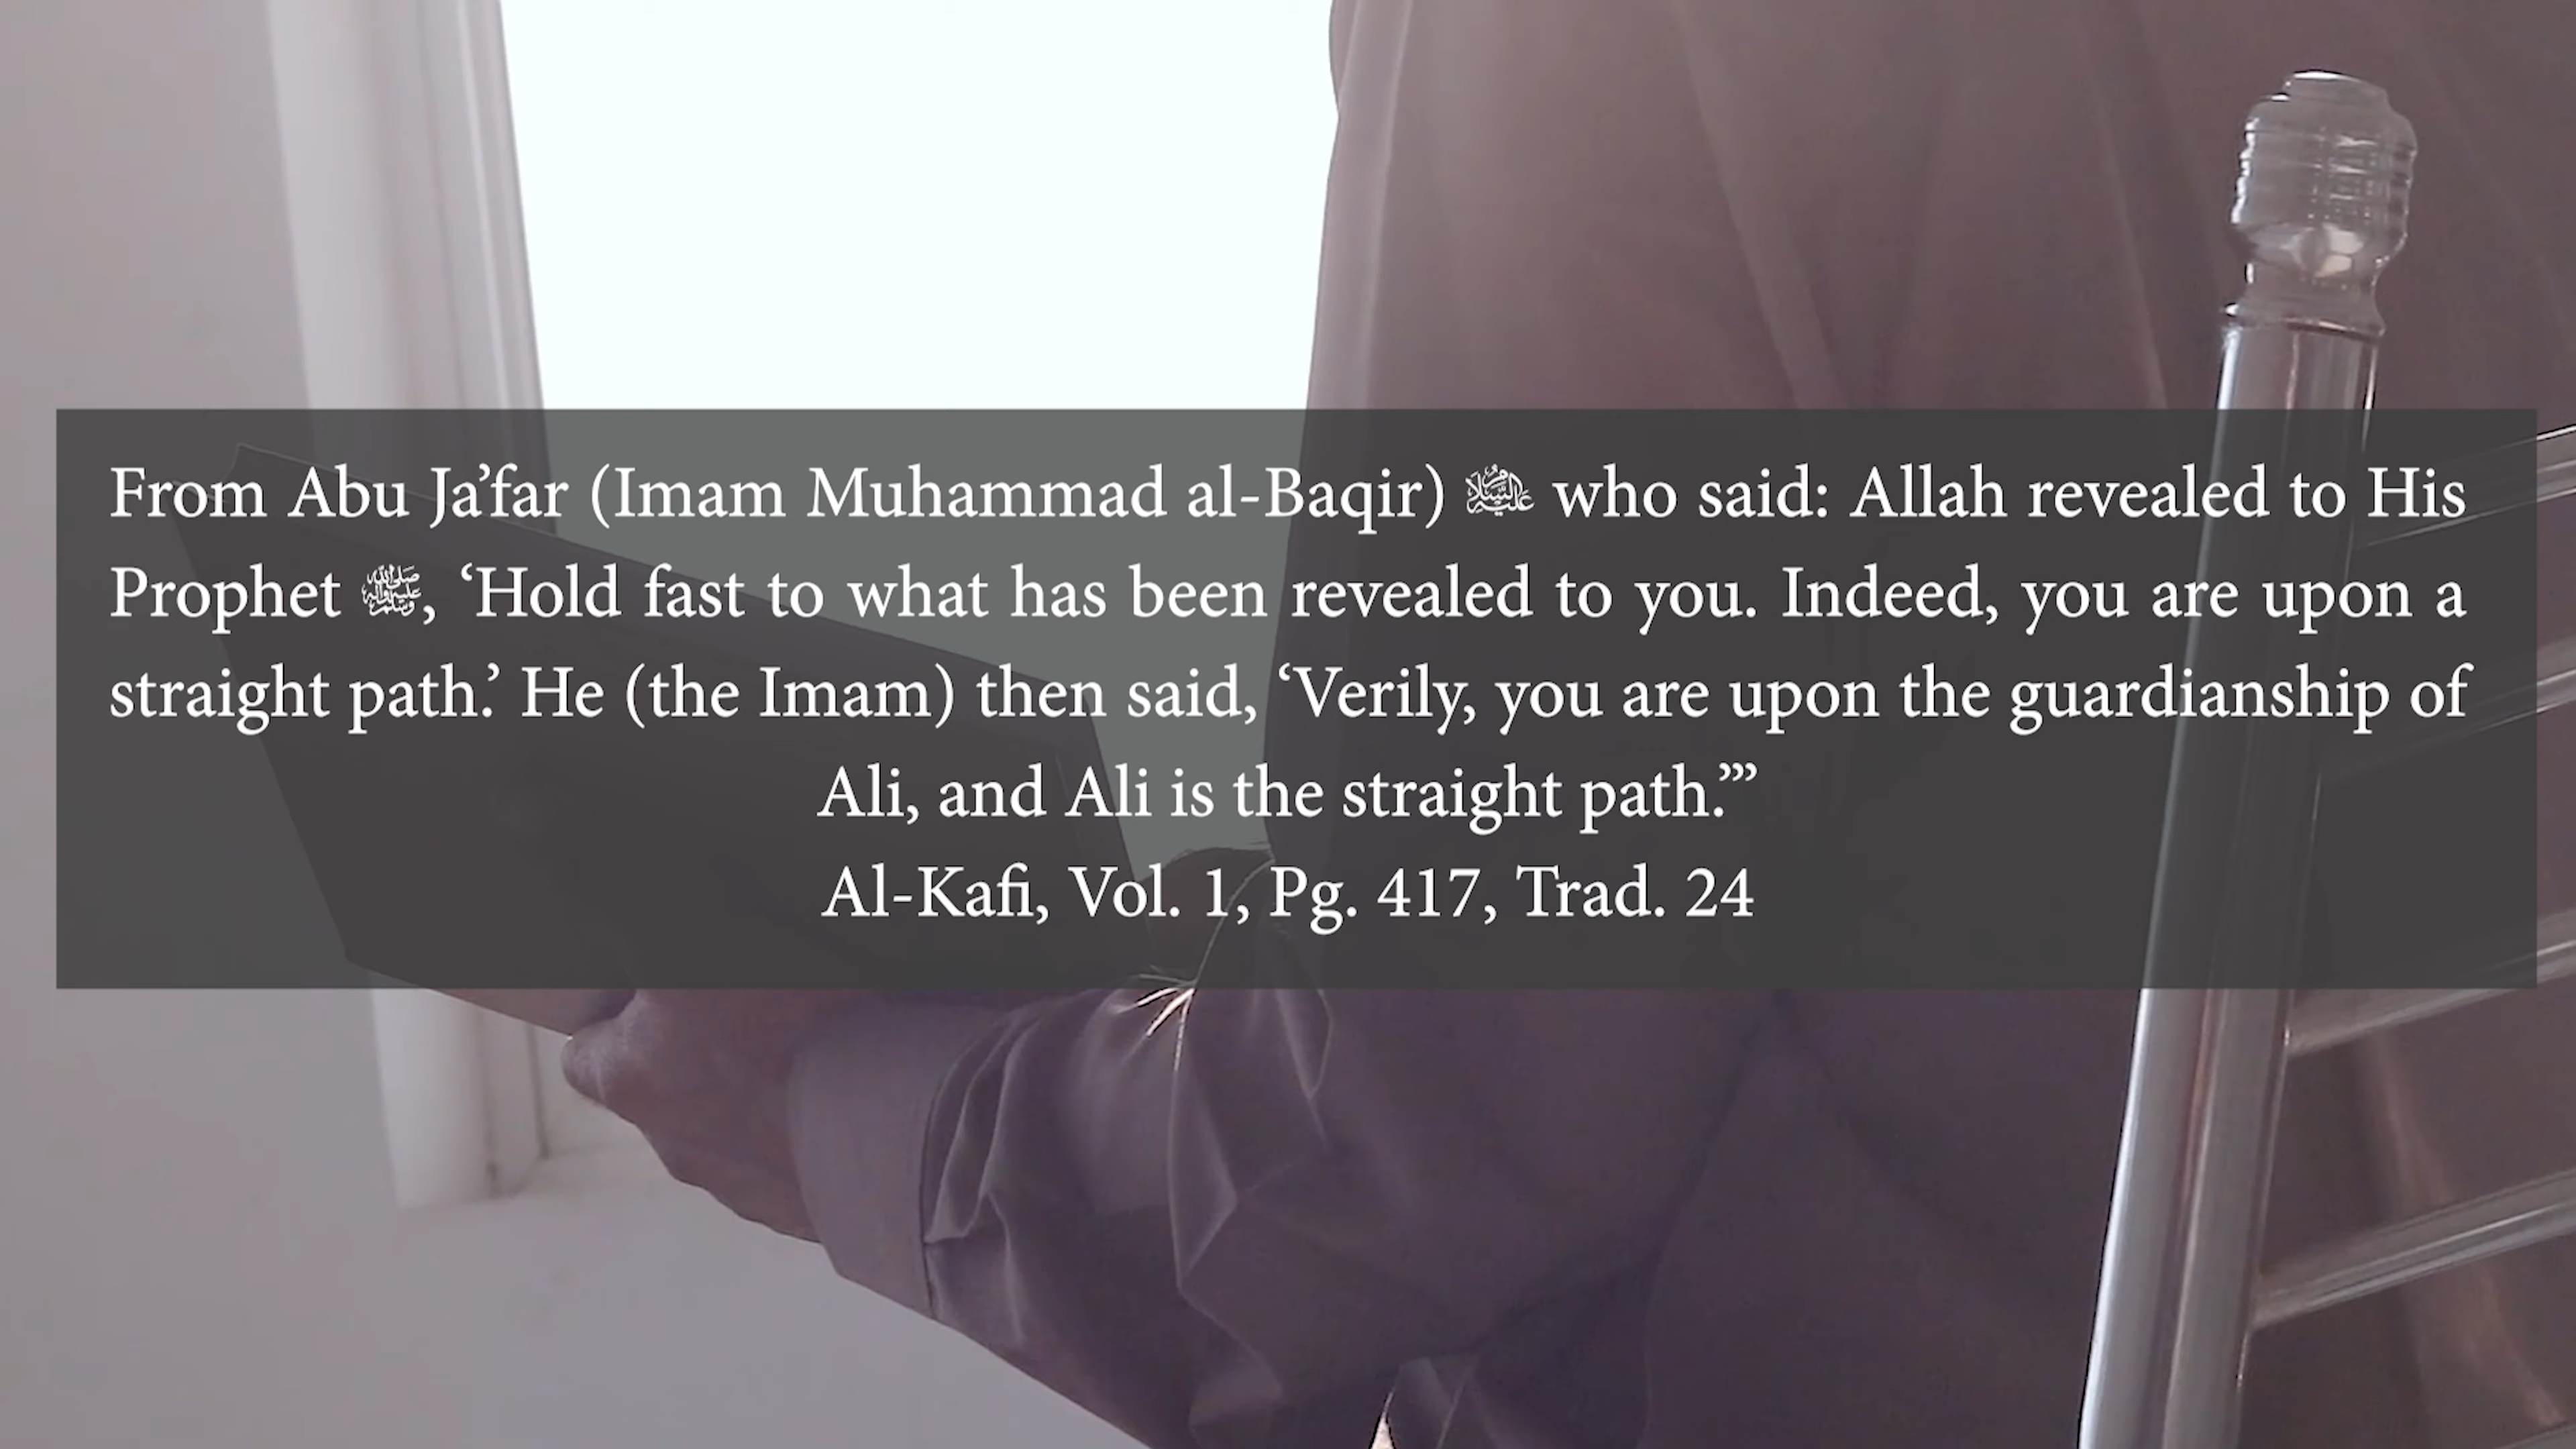 From Abu Ja’far (Imam Muhammad al-Baqir) عليه السلام who said: Allah revealed to His
Prophet ﷺ, ‘Hold fast to what has been revealed to you. Indeed, you are upon a
straight path.’ He (the Imam) then said, ‘Verily, you are upon the guardianship of
Ali, and Ali is the straight path.’”
Al-Kafi, Vol. 1, Pg. 417, Trad. 24